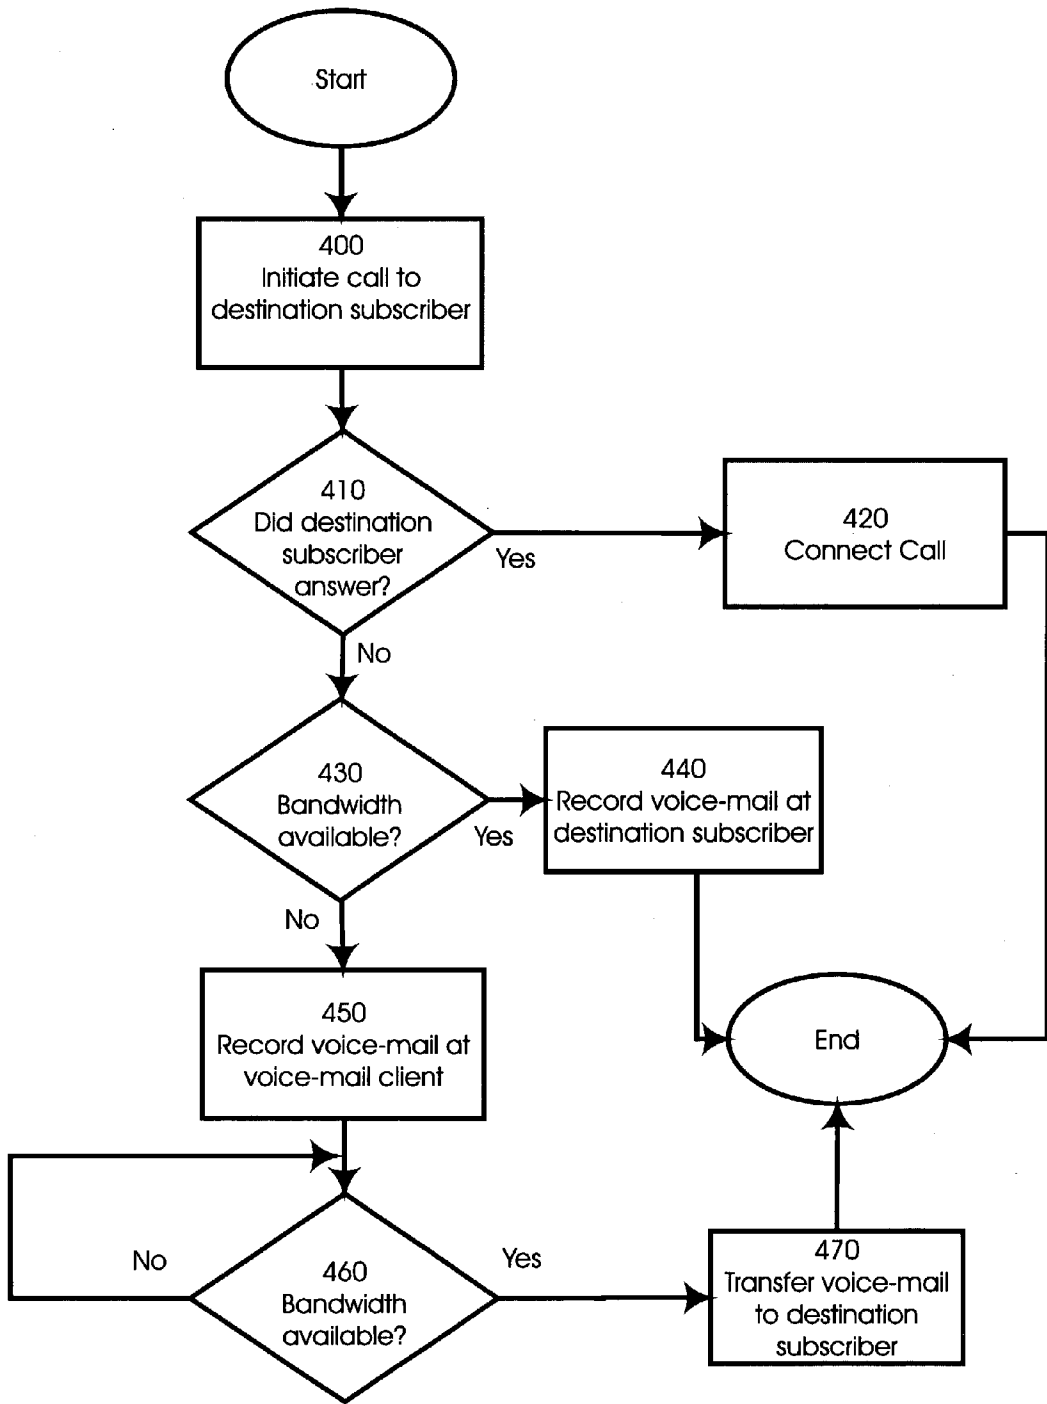 Start
400
Initiate call to
destination subscriber
410
Did destination
subscriber
answer?
Yes
420
Connect Call
No
430
Bandwidth
available?
Yes
440
Record voice-mail at
destination subscriber
No
450
Record voice-mail at
voice-mail client
End
No
460
Bandwidth
available?
Yes
470
Transfer voice-mail
to destination
subscriber